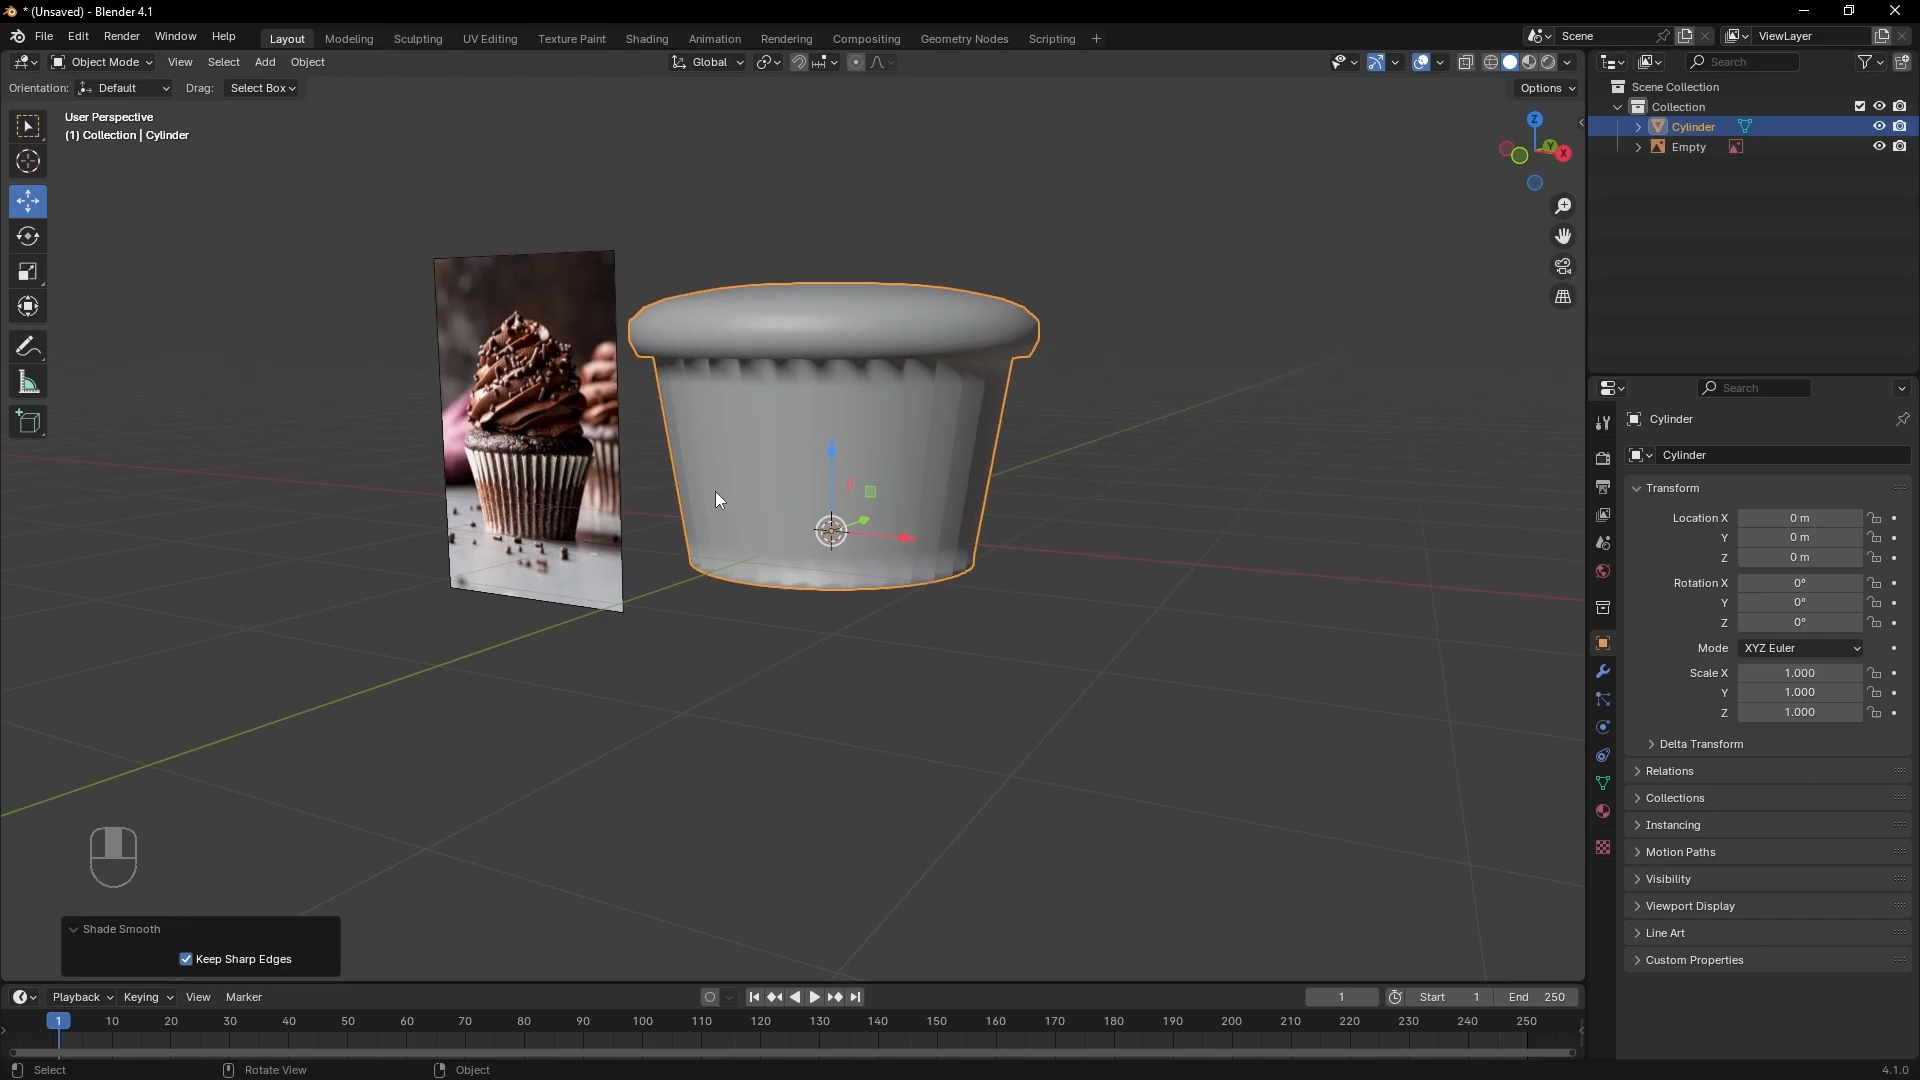 * (Unsaved) - Blender 4.1
File Edit Render Window Help
Layout Modeling Sculpting UV Editing Texture Paint Shading Animation Rendering Compositing Geometry Nodes Scripting +
Scene
ViewLayer
Object Mode View Select Add Object
Global
Search
Orientation: Default Drag: Select Box
Options
User Perspective
(1) Collection | Cylinder
Z
Y
X
Scene Collection
Collection
Cylinder
Empty
Search
Cylinder
Cylinder
Transform
Location X 0 m
Y 0 m
Z 0 m
Rotation X 0°
Y 0°
Z 0°
Mode XYZ Euler
Scale X 1.000
Y 1.000
Z 1.000
Delta Transform
Relations
Collections
Instancing
Motion Paths
Visibility
Viewport Display
Line Art
Custom Properties
Shade Smooth
Keep Sharp Edges
Playback Keying View Marker
1 Start 1 End 250
1 10 20 30 40 50 60 70 80 90 100 110 120 130 140 150 160 170 180 190 200 210 220 230 240 250
Select Rotate View Object
4.1.0